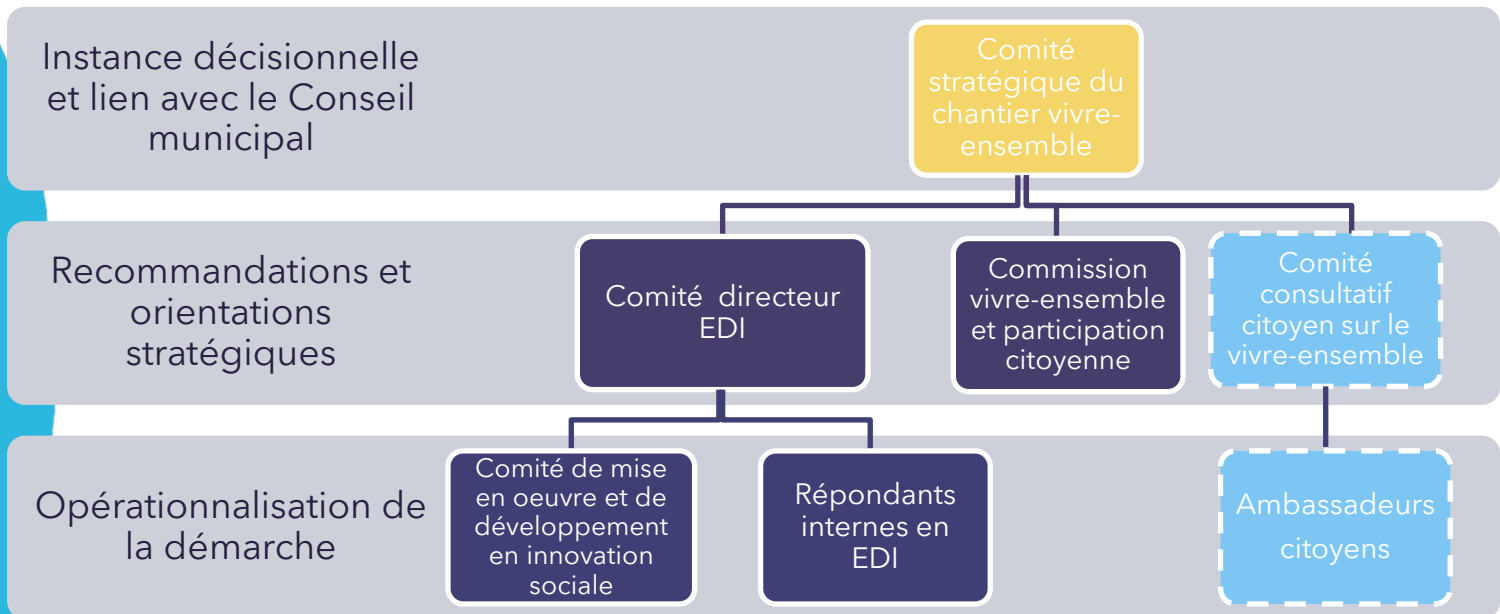 Instance décisionnelle
et lien avec le Conseil
municipal
Comité
stratégique du
chantier vivre-
ensemble
Recommandations et
orientations
stratégiques
Comité directeur
EDI
Commission
vivre-ensemble
et participation
citoyenne
Comité
consultatif
citoyen sur le
vivre-ensemble
Opérationnalisation de
la démarche
Comité de mise
en oeuvre et de
développement
en innovation
sociale
Répondants
internes en
EDI
Ambassadeurs
citoyens